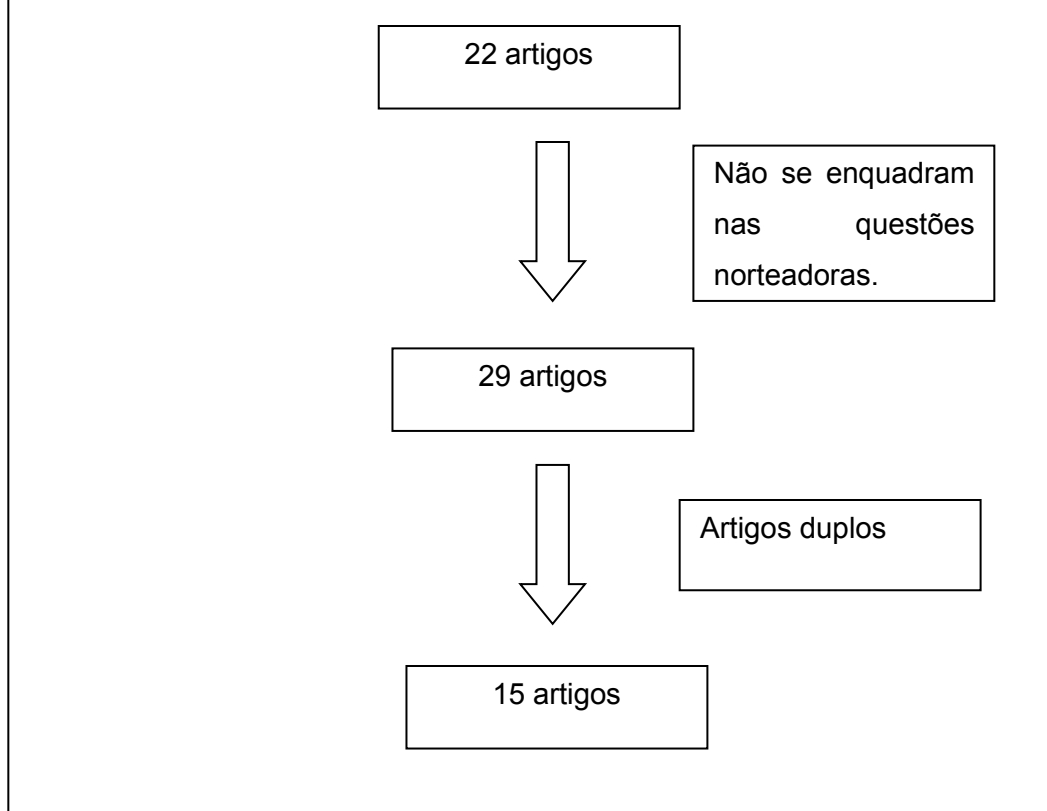 22 artigos
Não se enquadram
nas questões
norteadoras.
29 artigos
Artigos duplos
15 artigos